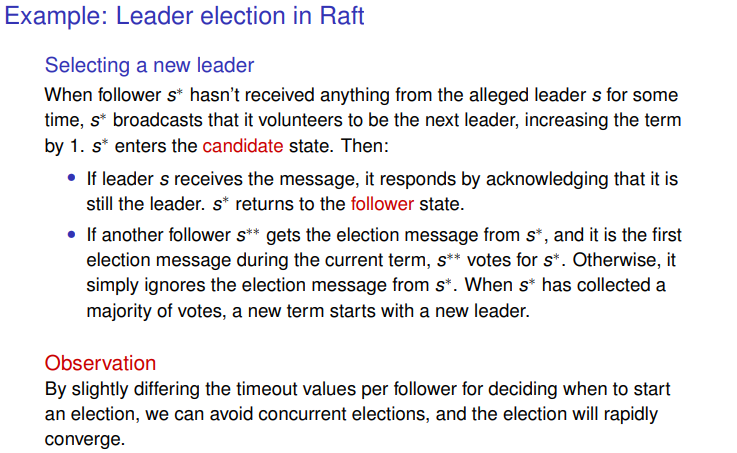 Example: Leader election in Raft
Selecting a new leader
When follower s* hasn't received anything from the alleged leader s for some
time, s* broadcasts that it volunteers to be the next leader, increasing the term
by 1. s* enters the candidate state. Then:
• If leader s receives the message, it responds by acknowledging that it is
still the leader. s* returns to the follower state.
• If another follower s** gets the election message from s*, and it is the first
election message during the current term, s** votes for s*. Otherwise, it
simply ignores the election message from s*. When s* has collected a
majority of votes, a new term starts with a new leader.
Observation
By slightly differing the timeout values per follower for deciding when to start
an election, we can avoid concurrent elections, and the election will rapidly
converge.